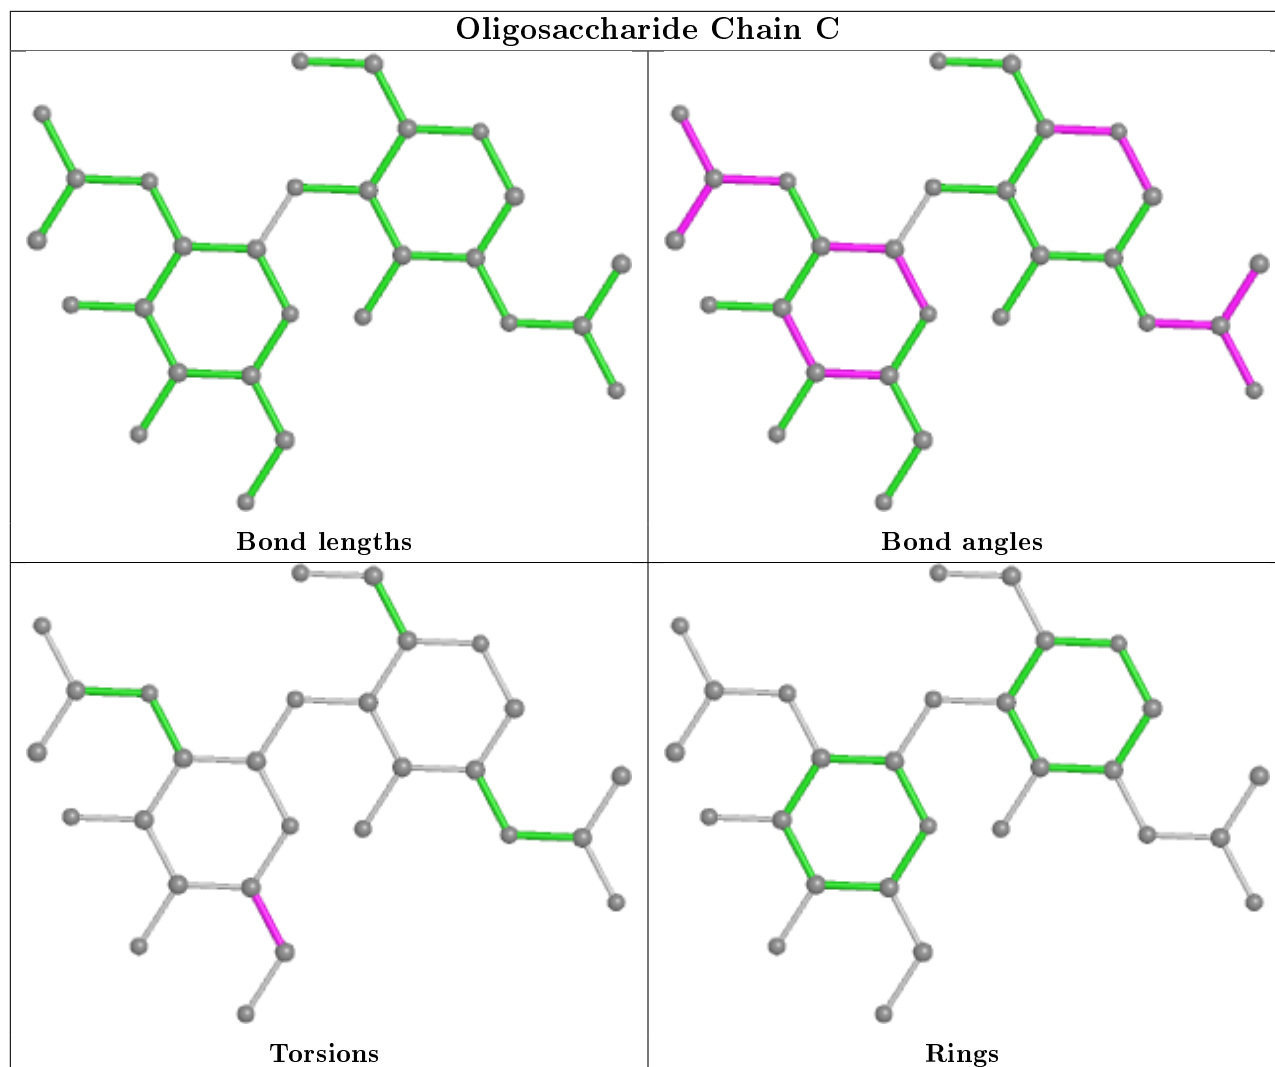 Oligosaccharide Chain C
Bond lengths
Bond angles
Torsions
Rings